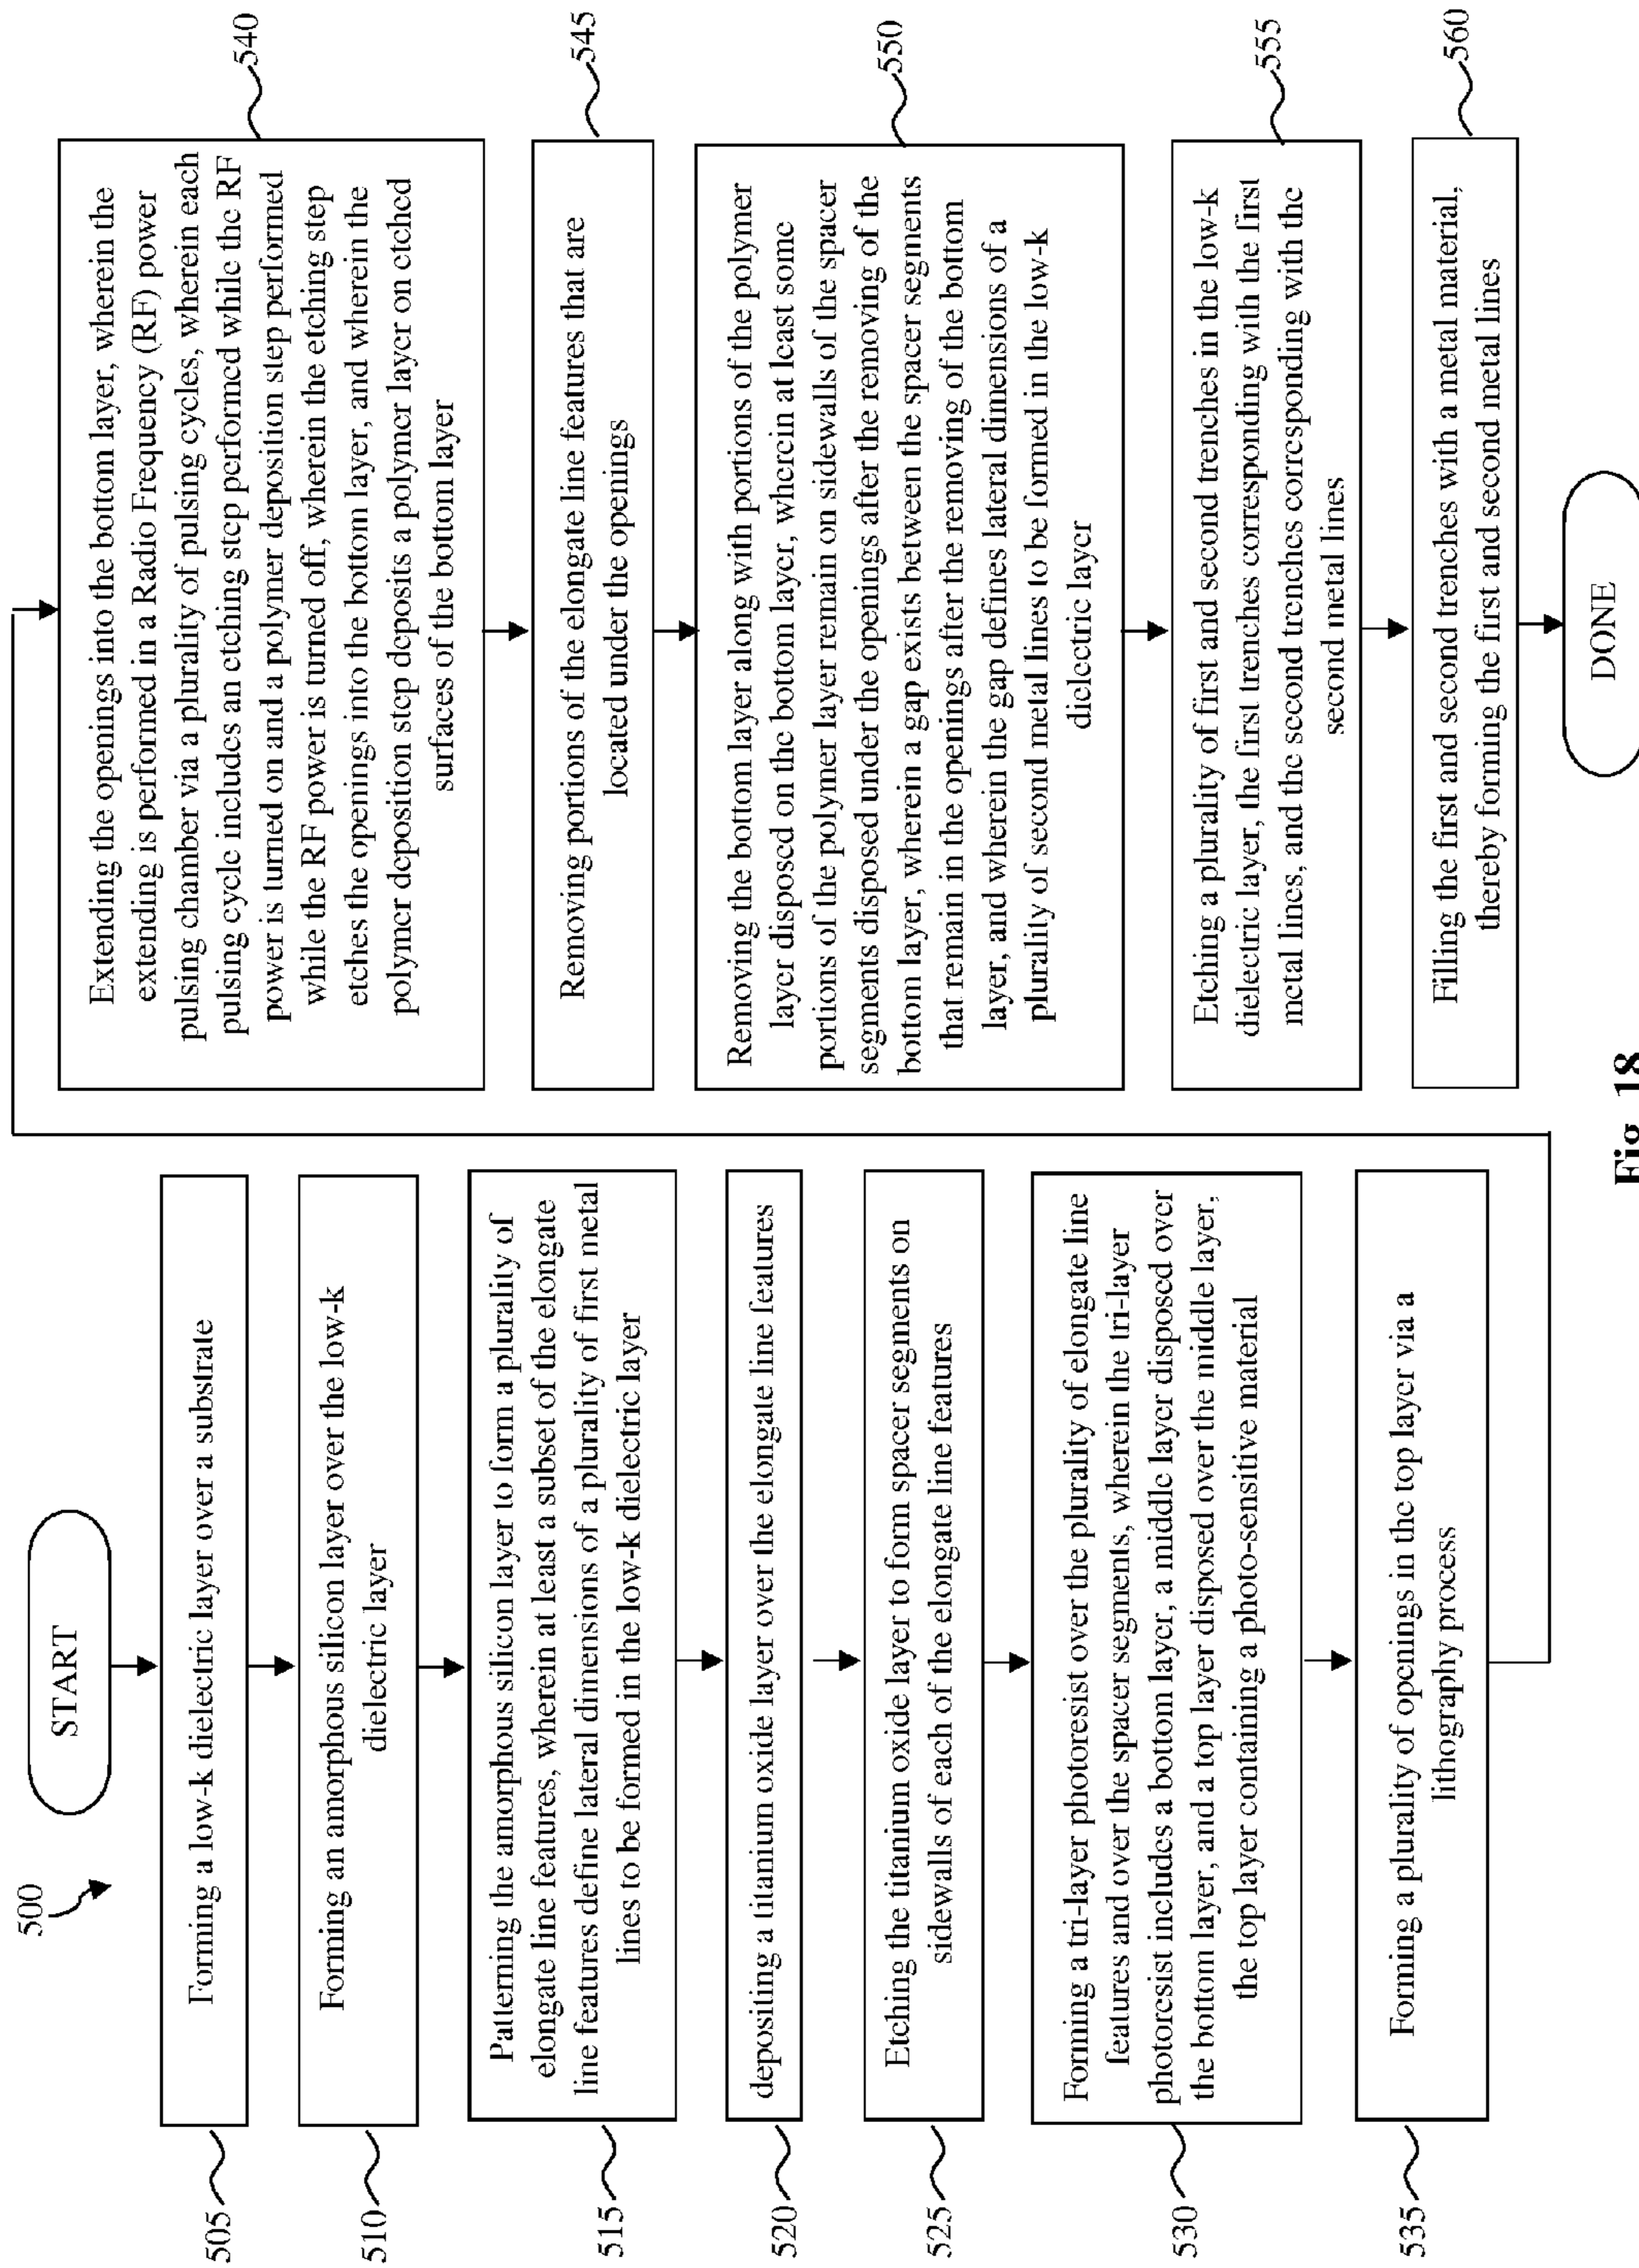 500
START
505
Forming a low-k dielectric layer over a substrate
510
Forming an amorphous silicon layer over the low-k
dielectric layer
515
Patterning the amorphous silicon layer to form a plurality of
elongate line features, wherein at least a subset of the elongate
line features define lateral dimensions of a plurality of first metal
lines to be formed in the low-k dielectric layer
520
depositing a titanium oxide layer over the elongate line features
525
Etching the titanium oxide layer to form spacer segments on
sidewalls of each of the elongate line features
530
Forming a tri-layer photoresist over the plurality of elongate line
features and over the spacer segments, wherein the tri-layer
photoresist includes a bottom layer, a middle layer disposed over
the bottom layer, and a top layer disposed over the middle layer,
the top layer containing a photo-sensitive material
535
Forming a plurality of openings in the top layer via a
lithography process
540
Extending the openings into the bottom layer, wherein the
extending is performed in a Radio Frequency (RF) power
pulsing chamber via a plurality of pulsing cycles, wherein each
pulsing cycle includes an etching step performed while the RF
power is turned on and a polymer deposition step performed
while the RF power is turned off, wherein the etching step
etches the openings into the bottom layer, and wherein the
polymer deposition step deposits a polymer layer on etched
surfaces of the bottom layer
545
Removing portions of the elongate line features that are
located under the openings
550
Removing the bottom layer along with portions of the polymer
layer disposed on the bottom layer, wherein at least some
portions of the polymer layer remain on sidewalls of the spacer
segments disposed under the openings after the removing of the
bottom layer, wherein a gap exists between the spacer segments
that remain in the openings after the removing of the bottom
layer, and wherein the gap defines lateral dimensions of a
plurality of second metal lines to be formed in the low-k
dielectric layer
555
Etching a plurality of first and second trenches in the low-k
dielectric layer, the first trenches corresponding with the first
metal lines, and the second trenches corresponding with the
second metal lines
560
Filling the first and second trenches with a metal material,
thereby forming the first and second metal lines
DONE
Fig. 18